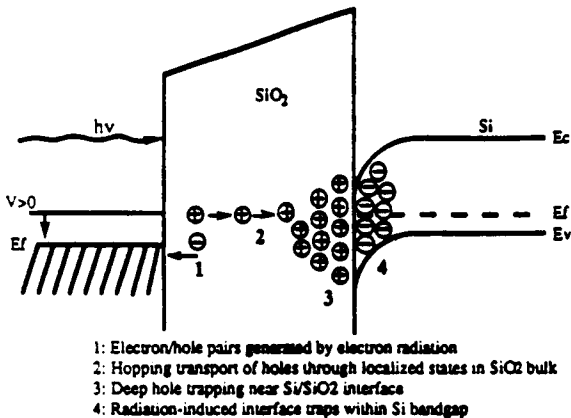 SiO2
hν
Si
Ec
V>0
Ef
Ef
Ev
1
2
3
4
1: Electron/hole pairs generated by electron radiation
2: Hopping transport of holes through localized states in SiO2 bulk
3: Deep hole trapping near Si/SiO2 interface
4: Radiation-induced interface traps within Si bandgap